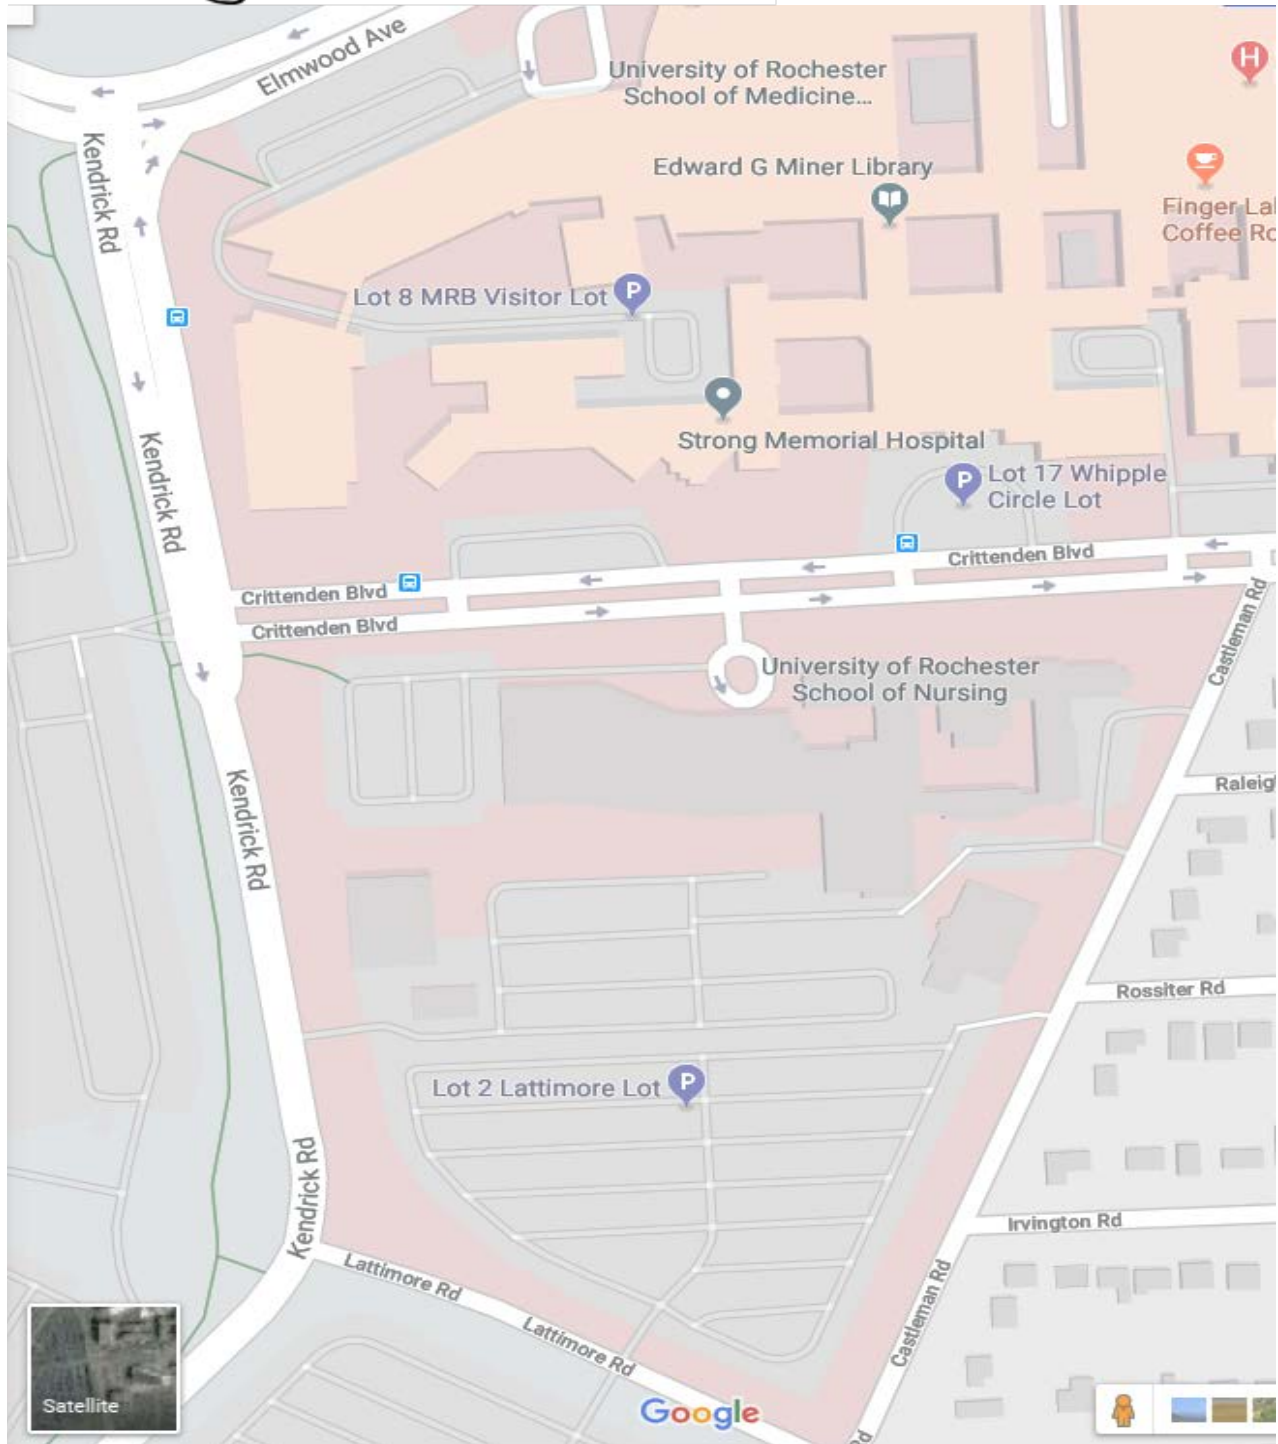 Elmwood Ave
University of Rochester
School of Medicine...
H
Kendrick Rd
Edward G Miner Library
Finger La
Coffee Ro
Lot 8 MRB Visitor Lot
P
Strong Memorial Hospital
Kendrick Rd
P
Lot 17 Whipple
Circle Lot
Crittenden Blvd
Crittenden Blvd
Crittenden Blvd
Castleman Rd
University of Rochester
School of Nursing
Kendrick Rd
Raleig
Rossiter Rd
Lot 2 Lattimore Lot
P
Kendrick Rd
Irvington Rd
Lattimore Rd
Castleman Rd
Lattimore Rd
Satellite
Google
Rd